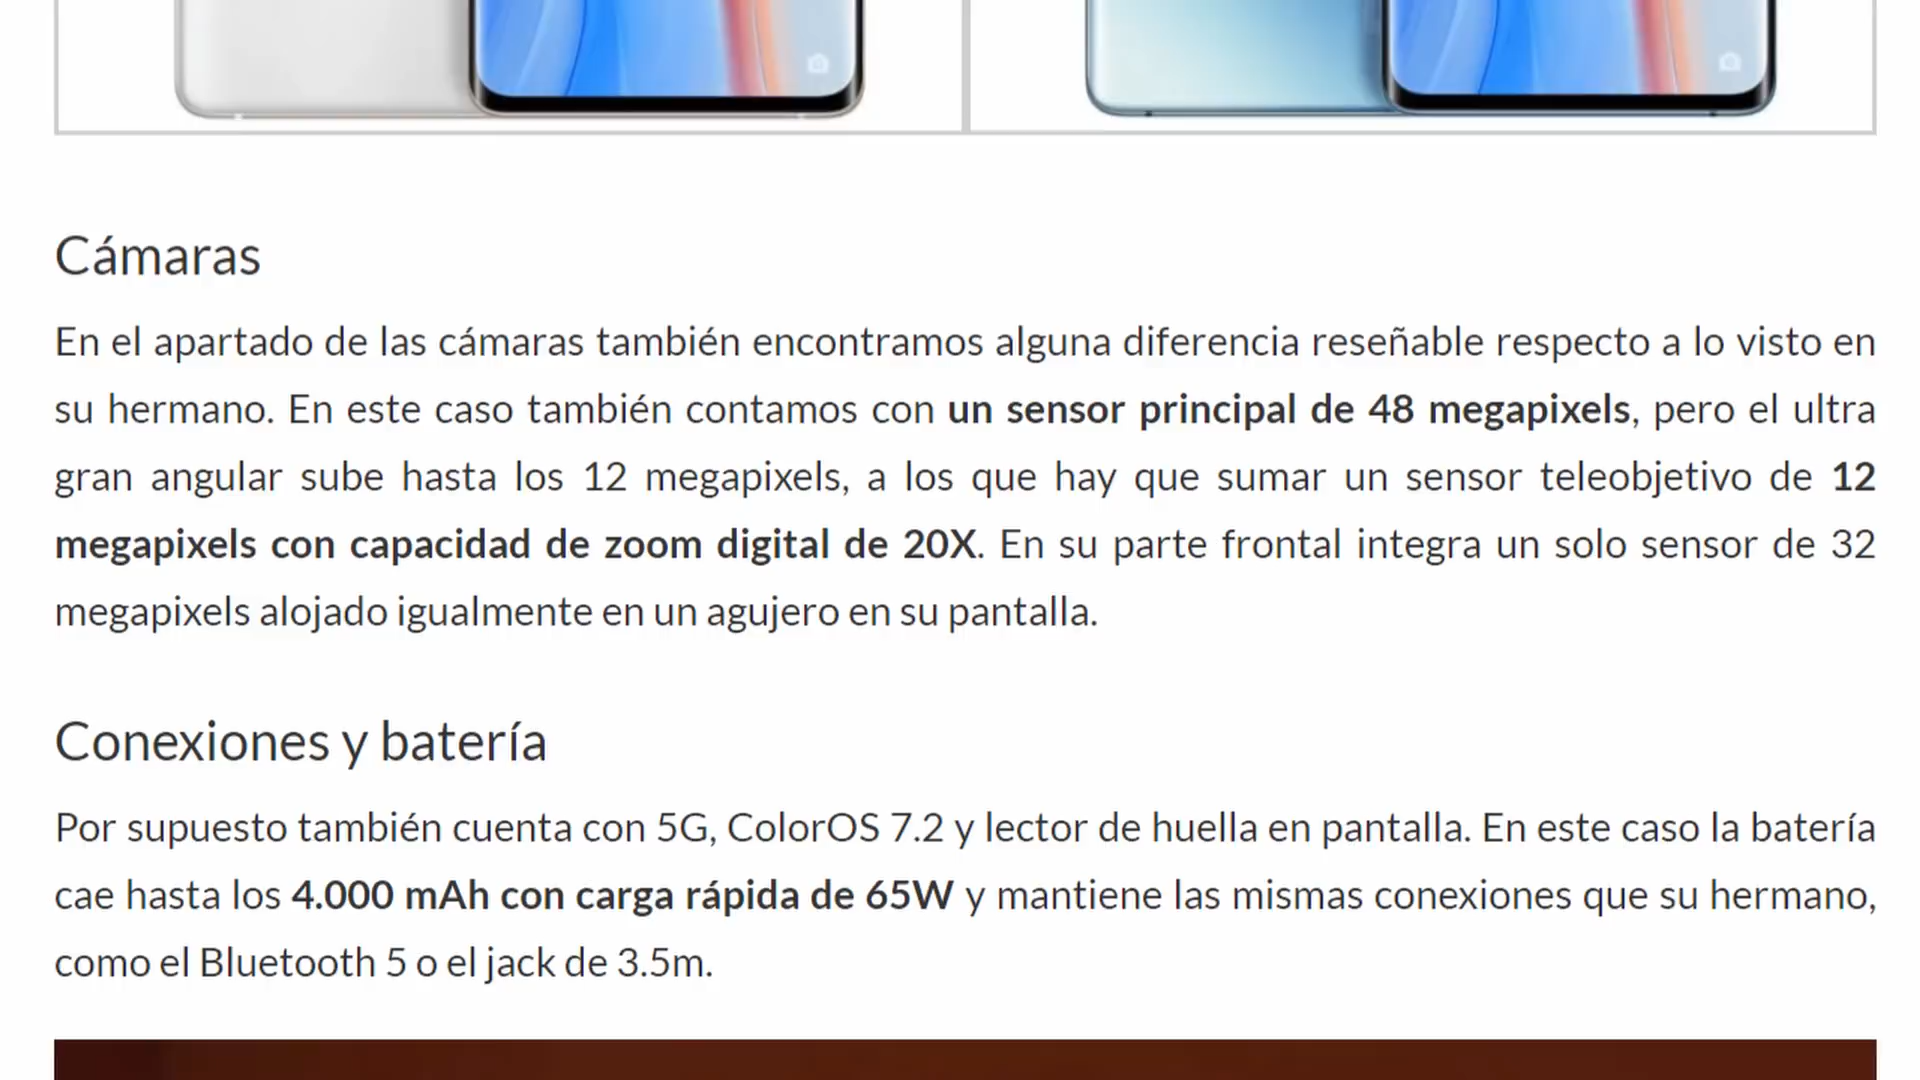 Cámaras
En el apartado de las cámaras también encontramos alguna diferencia reseñable respecto a lo visto en
su hermano. En este caso también contamos con un sensor principal de 48 megapixels, pero el ultra
gran angular sube hasta los 12 megapixels, a los que hay que sumar un sensor teleobjetivo de 12
megapixels con capacidad de zoom digital de 20X. En su parte frontal integra un solo sensor de 32
megapixels alojado igualmente en un agujero en su pantalla.
Conexiones y batería
Por supuesto también cuenta con 5G, ColorOS 7.2 y lector de huella en pantalla. En este caso la batería
cae hasta los 4.000 mAh con carga rápida de 65W y mantiene las mismas conexiones que su hermano,
como el Bluetooth 5 o el jack de 3.5m.